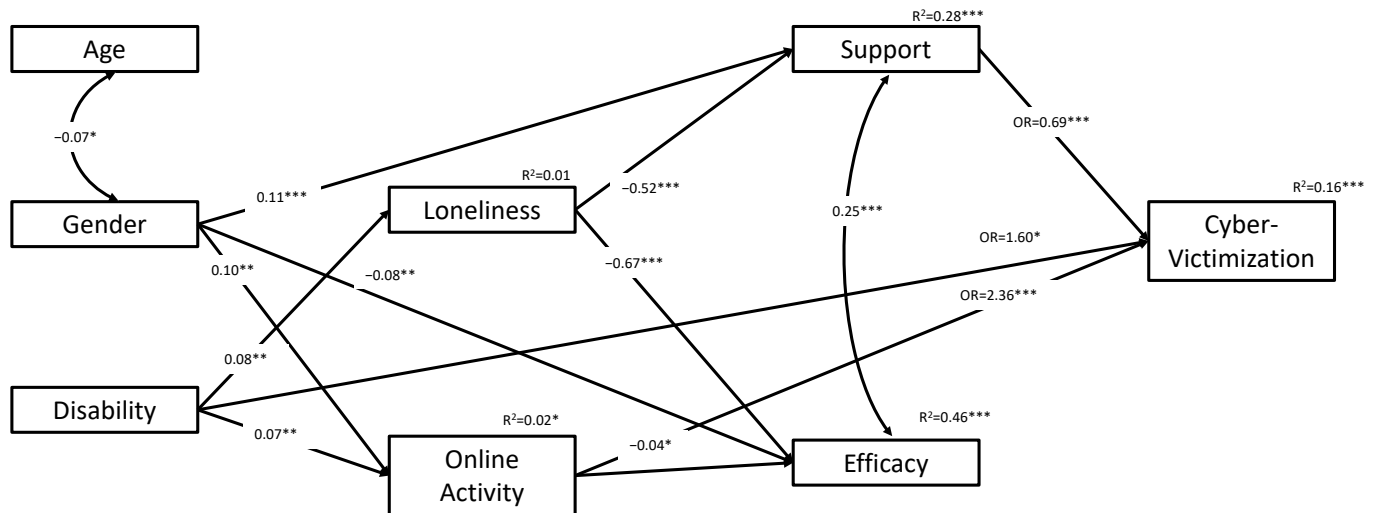 R²=0.28***
Age
Support
OR=0.69***
−0.07*
R²=0.01
R²=0.16***
0.11***
−0.52***
Loneliness
0.25***
Gender
OR=1.60*
Cyber-
Victimization
0.10**
−0.08**
−0.67***
OR=2.36***
0.08**
Disability
R²=0.02*
R²=0.46***
0.07**
−0.04*
Online
Activity
Efficacy